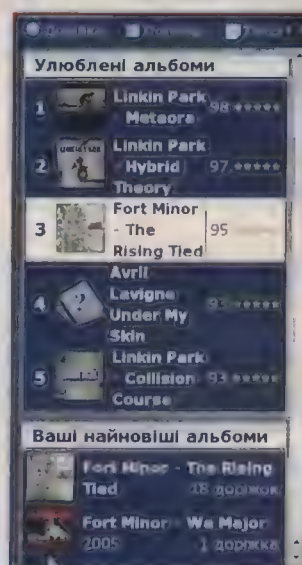 Улюблені альбоми
1
Linkin Park
Meteora
98
2
Linkin Park
- Hybrid
Theory
97
3
Fort Minor
- The
Rising Tied
95
4
Avril
Lavigne
Under My
Skin
93
5
Linkin Park
- Collision
Course
93
Ваші найновіші альбоми
Fort Minor - The Rising
Tied
18 доріжок
Fort Minor - We Major
2005
1 доріжка